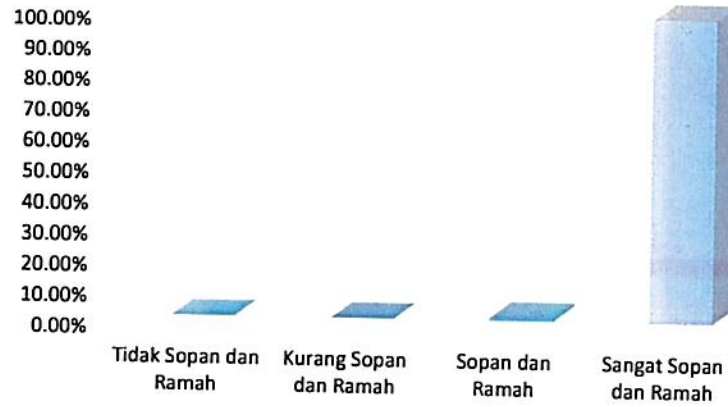 100.00%
90.00%
80.00%
70.00%
60.00%
50.00%
40.00%
30.00%
20.00%
10.00%
0.00%
Tidak Sopan dan
Ramah
Kurang Sopan
dan Ramah
Sopan dan
Ramah
Sangat Sopan
dan Ramah